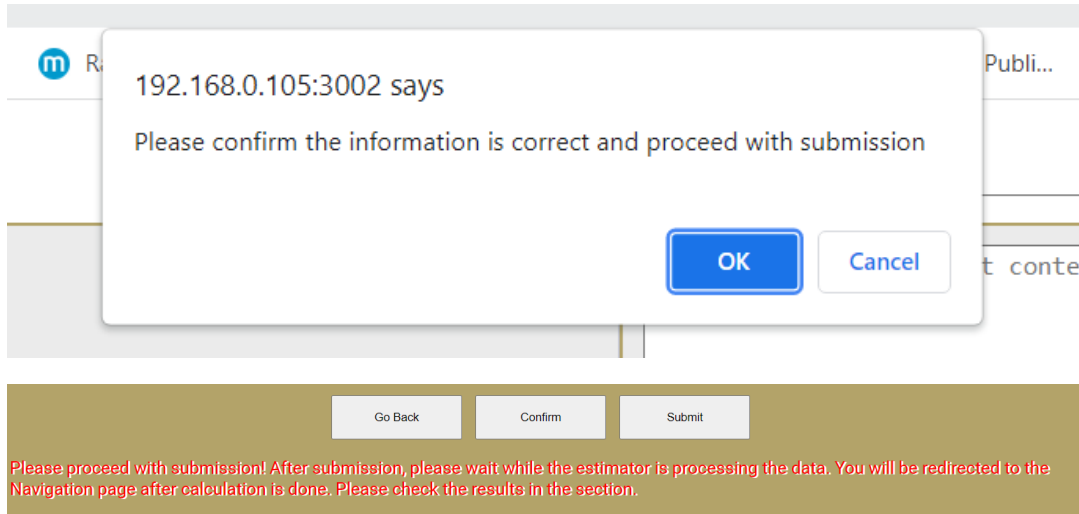 m Ra
Publi...
192.168.0.105:3002 says
Please confirm the information is correct and proceed with submission
OK Cancel
t conte
Go Back Confirm Submit
Please proceed with submission! After submission, please wait while the estimator is processing the data. You will be redirected to the
Navigation page after calculation is done. Please check the results in the section.